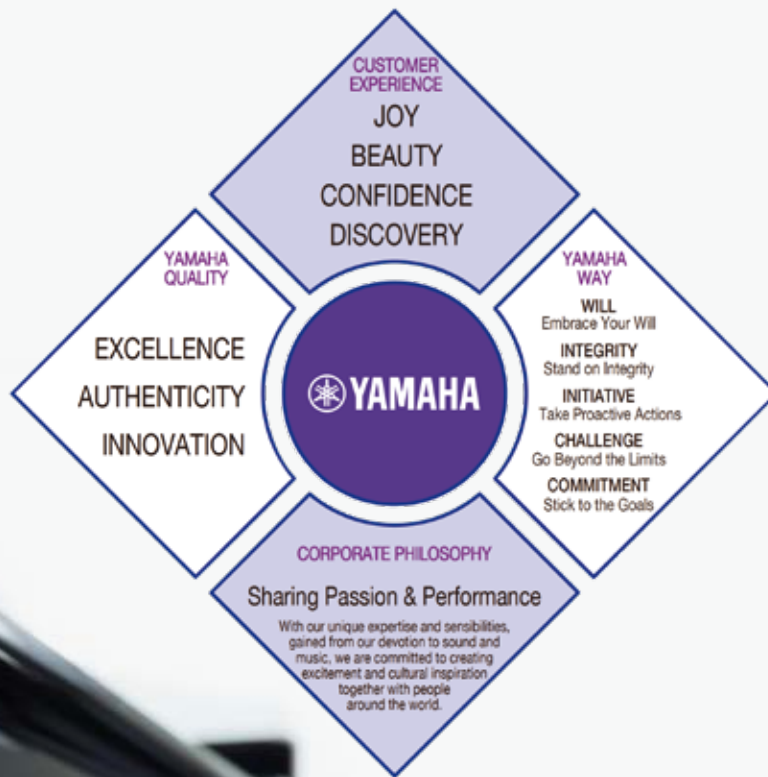 CUSTOMER
EXPERIENCE
JOY
BEAUTY
CONFIDENCE
DISCOVERY
YAMAHA
QUALITY
EXCELLENCE
AUTHENTICITY
INNOVATION
YAMAHA
YAMAHA
WAY
WILL
Embrace Your Will
INTEGRITY
Stand on Integrity
INITIATIVE
Take Proactive Actions
CHALLENGE
Go Beyond the Limits
COMMITMENT
Stick to the Goals
CORPORATE PHILOSOPHY
Sharing Passion & Performance
With our unique expertise and sensibilities,
gained from our devotion to sound and
music, we are committed to creating
excitement and cultural inspiration
together with people
around the world.